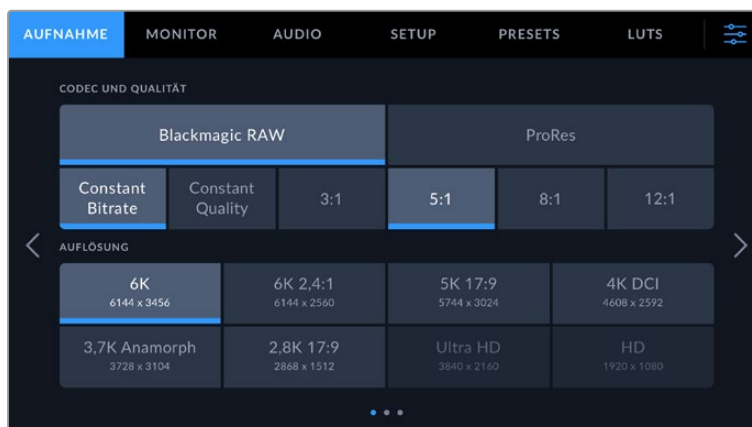 AUFNAHME MONITOR AUDIO SETUP PRESETS LUTS
CODEC UND QUALITÄT
Blackmagic RAW ProRes
Constant Bitrate Constant Quality 3:1 5:1 8:1 12:1
AUFLÖSUNG
6K 6K 2,4:1 5K 17:9 4K DCI
6144 x 3456 6144 x 2560 5744 x 3024 4608 x 2592
3,7K Anamorph 2,8K 17:9 Ultra HD HD
3728 x 3104 2868 x 1512 3840 x 2160 1920 x 1080